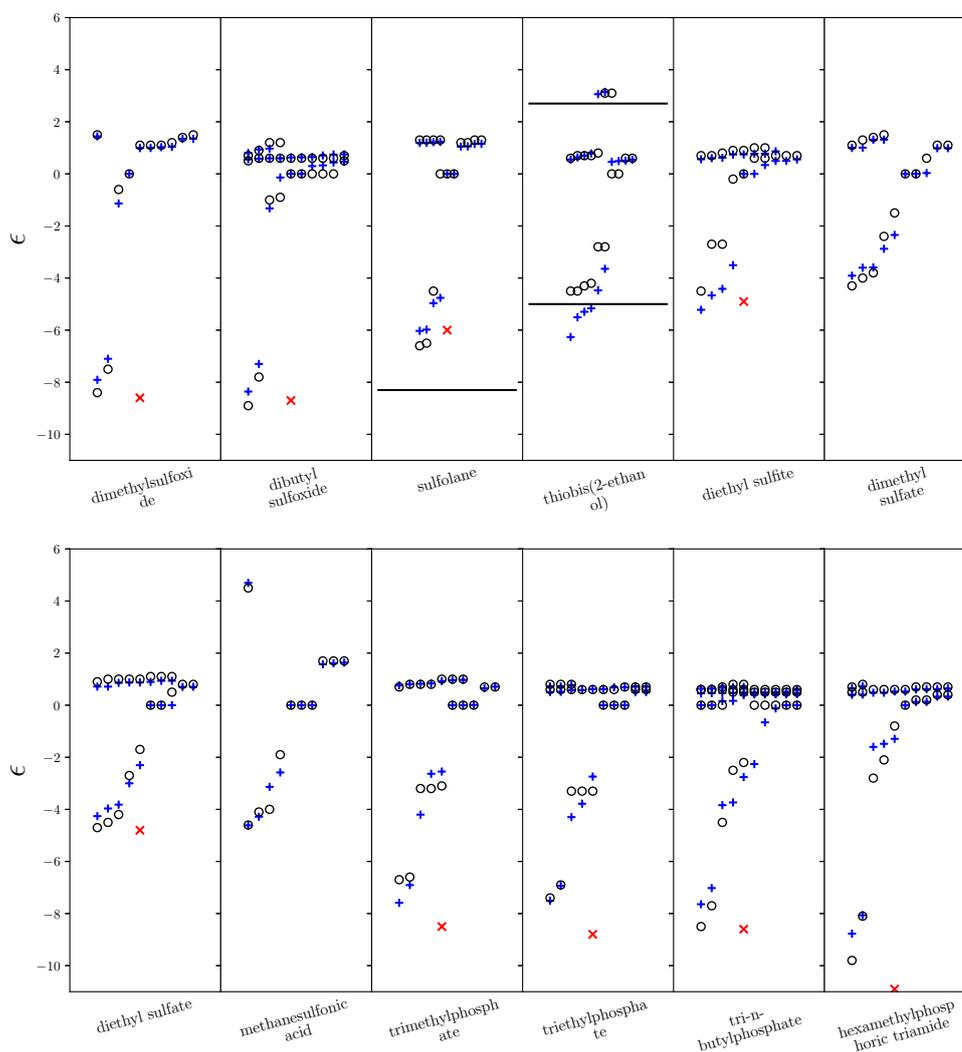 6
4
2
0
−2
−4
−6
−8
−10
ϵ
dimethylsulfoxi
de
dibutyl
sulfoxide
sulfolane
thiobis(2-ethan
ol)
diethyl sulfite
dimethyl
sulfate
6
4
2
0
−2
−4
−6
−8
−10
ϵ
diethyl sulfate
methanesulfonic
acid
trimethylphosph
ate
triethylphospha
te
tri-n-
butylphosphate
hexamethylphosp
horic triamide